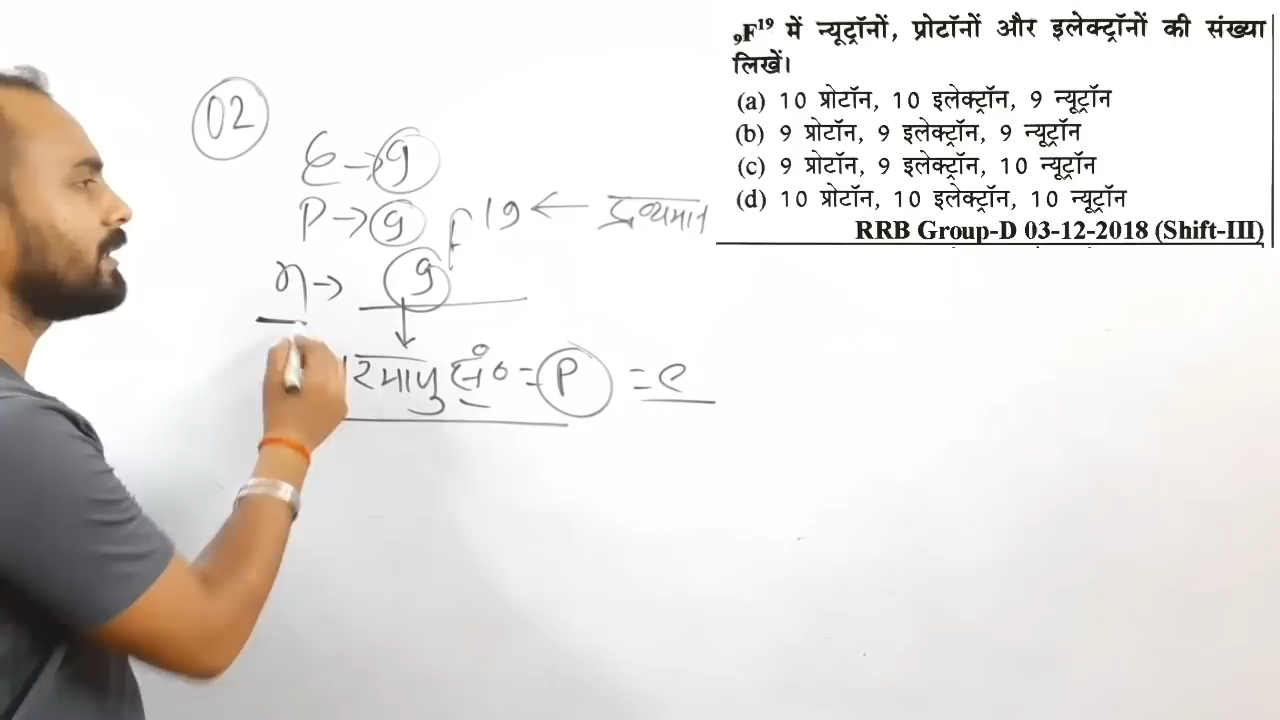 02
E → 9
P → 9
F 19 ← द्रव्यमान
n → 9
रमाणु सं० = P = e
₉F¹⁹ में न्यूट्रॉनों, प्रोटॉनों और इलेक्ट्रॉनों की संख्या
लिखें।
(a) 10 प्रोटॉन, 10 इलेक्ट्रॉन, 9 न्यूट्रॉन
(b) 9 प्रोटॉन, 9 इलेक्ट्रॉन, 9 न्यूट्रॉन
(c) 9 प्रोटॉन, 9 इलेक्ट्रॉन, 10 न्यूट्रॉन
(d) 10 प्रोटॉन, 10 इलेक्ट्रॉन, 10 न्यूट्रॉन
RRB Group-D 03-12-2018 (Shift-III)